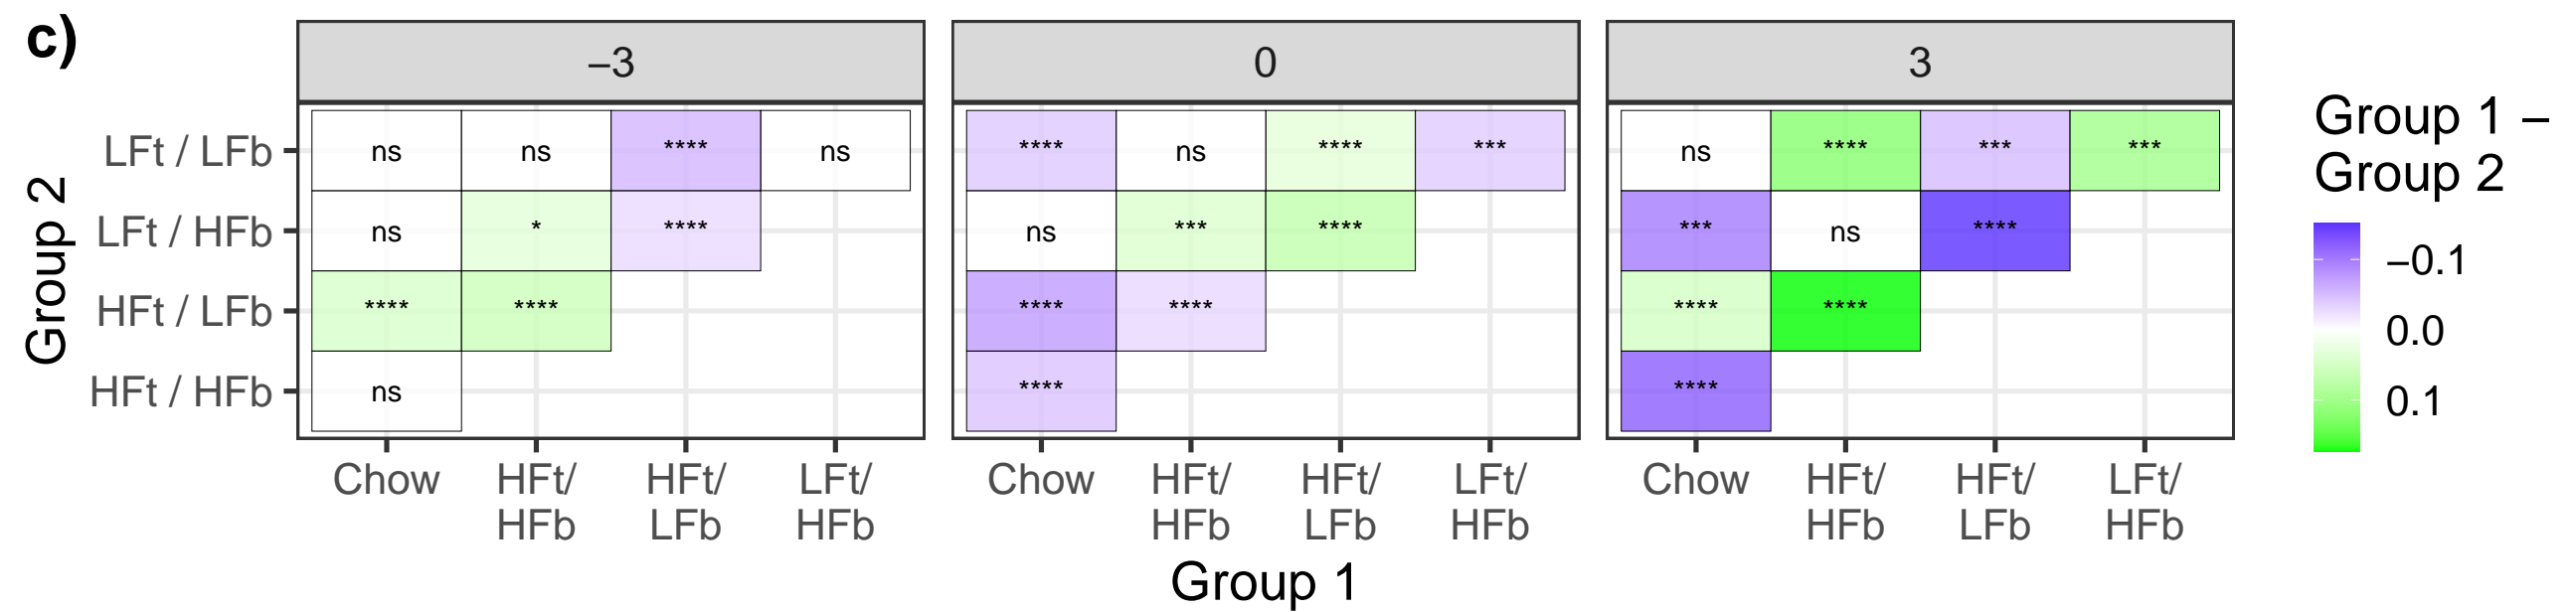 c)
−3 0 3
Group 1 −
Group 2
LFt / LFb ns ns **** ns **** ns **** *** ns **** *** ***
LFt / HFb ns * **** ns *** **** *** ns ****
HFt / LFb **** **** **** **** **** ****
HFt / HFb ns **** ****
Group 2
−0.1
0.0
0.1
Chow HFt/ HFt/ LFt/ Chow HFt/ HFt/ LFt/ Chow HFt/ HFt/ LFt/
HFb LFb HFb HFb LFb HFb HFb LFb HFb
Group 1